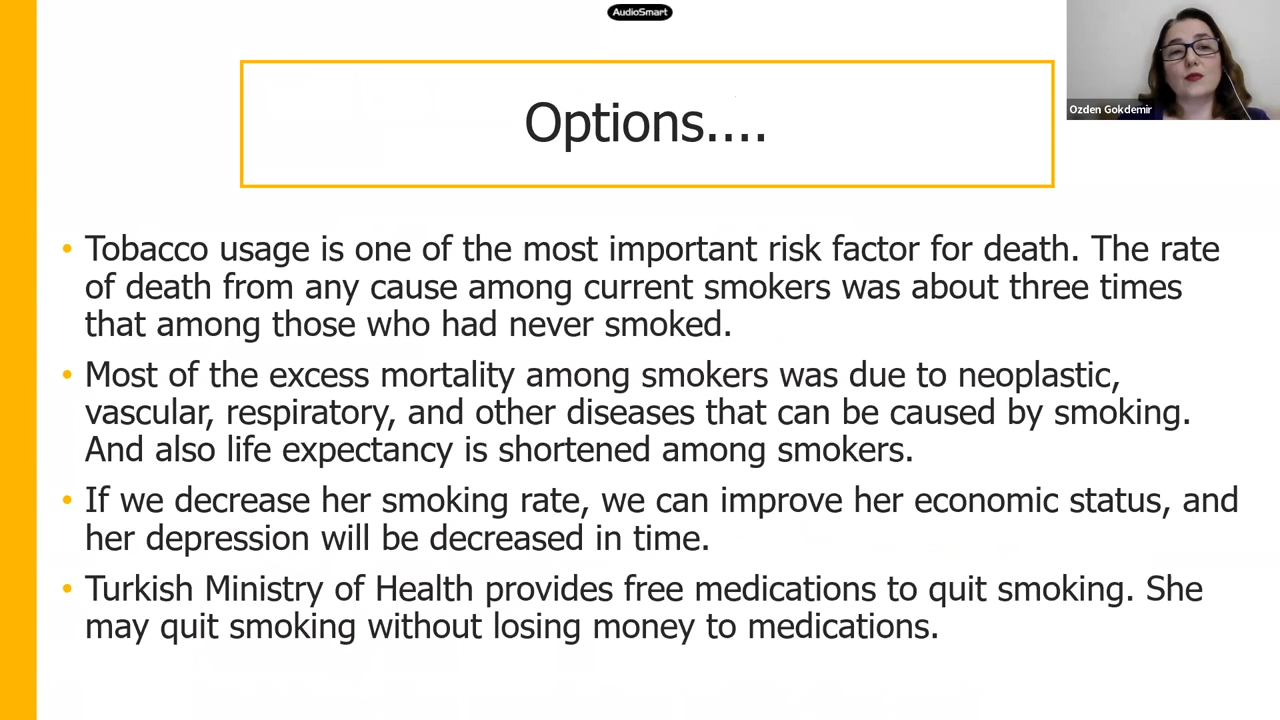 AudioSmart
Options....
Ozden Gokdemir
• Tobacco usage is one of the most important risk factor for death. The rate
of death from any cause among current smokers was about three times
that among those who had never smoked.
• Most of the excess mortality among smokers was due to neoplastic,
vascular, respiratory, and other diseases that can be caused by smoking.
And also life expectancy is shortened among smokers.
• If we decrease her smoking rate, we can improve her economic status, and
her depression will be decreased in time.
• Turkish Ministry of Health provides free medications to quit smoking. She
may quit smoking without losing money to medications.